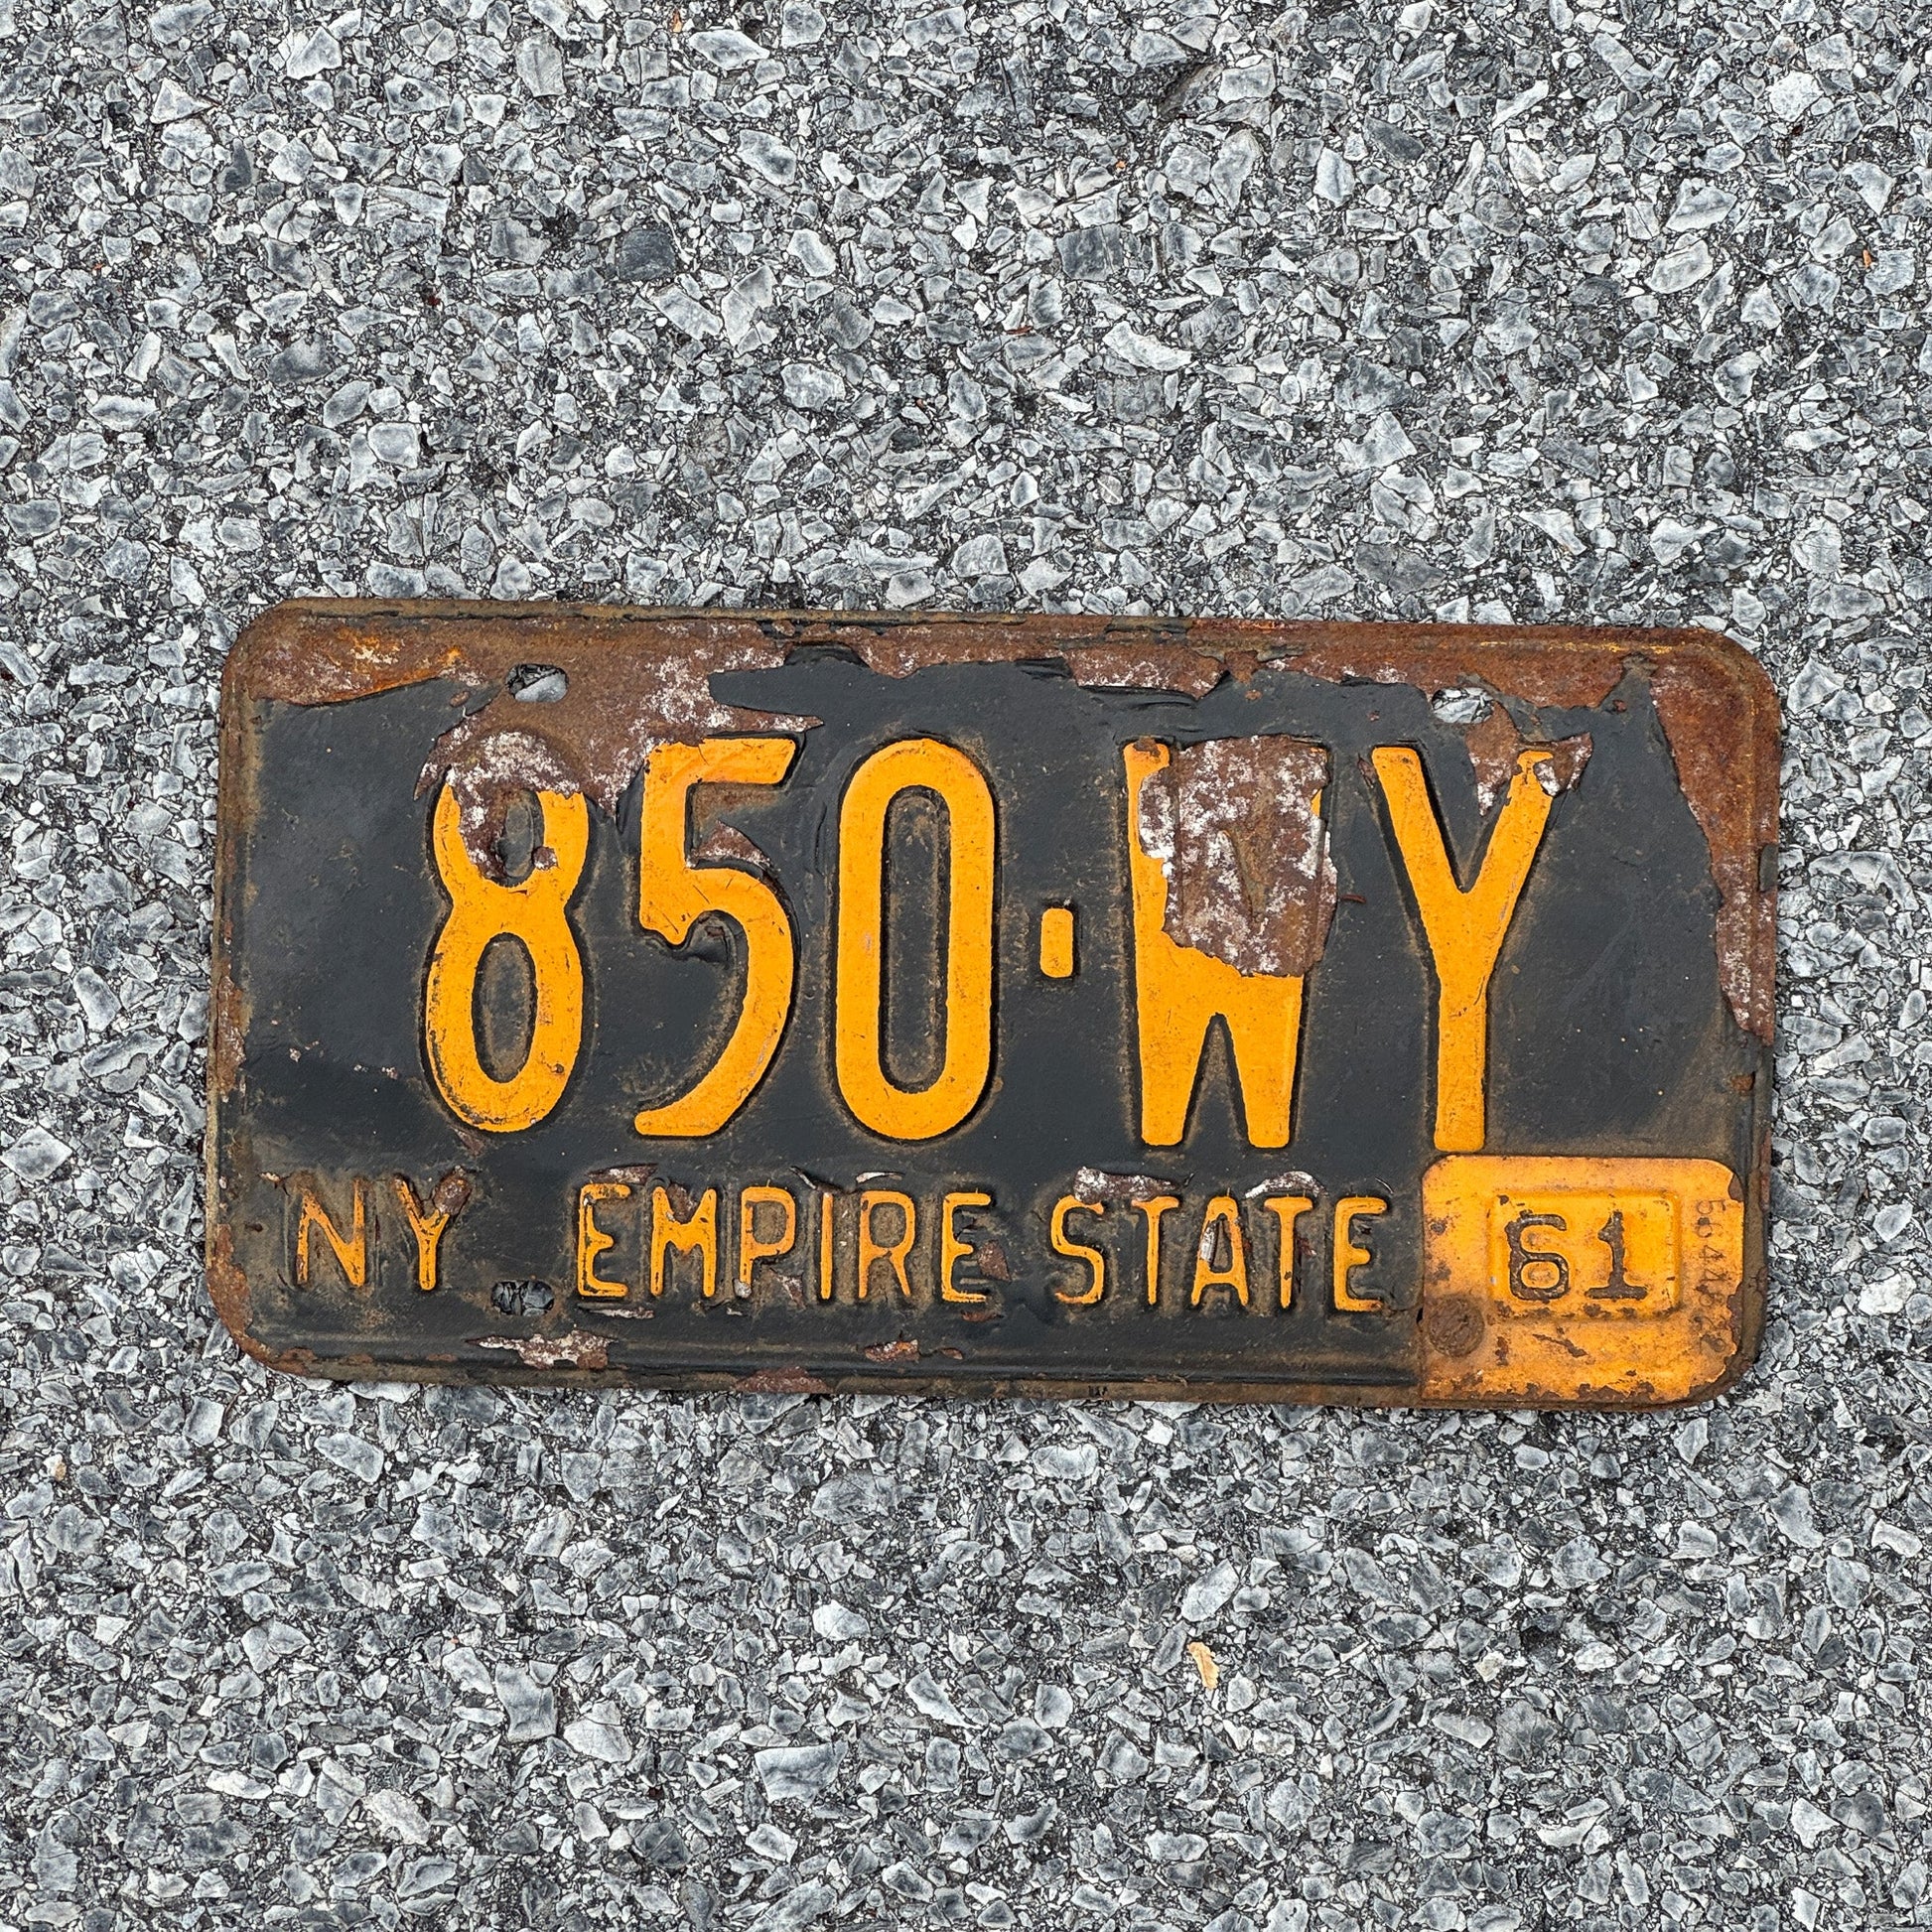 850·WY
NY EMPIRE STATE
61